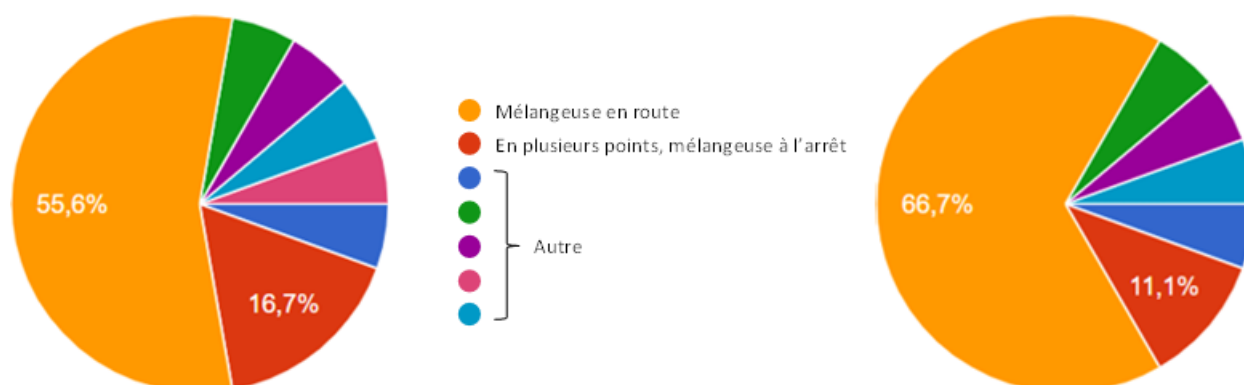 55,6%
16,7%
Mélangeuse en route
En plusieurs points, mélangeuse à l'arrêt
Autre
66,7%
11,1%